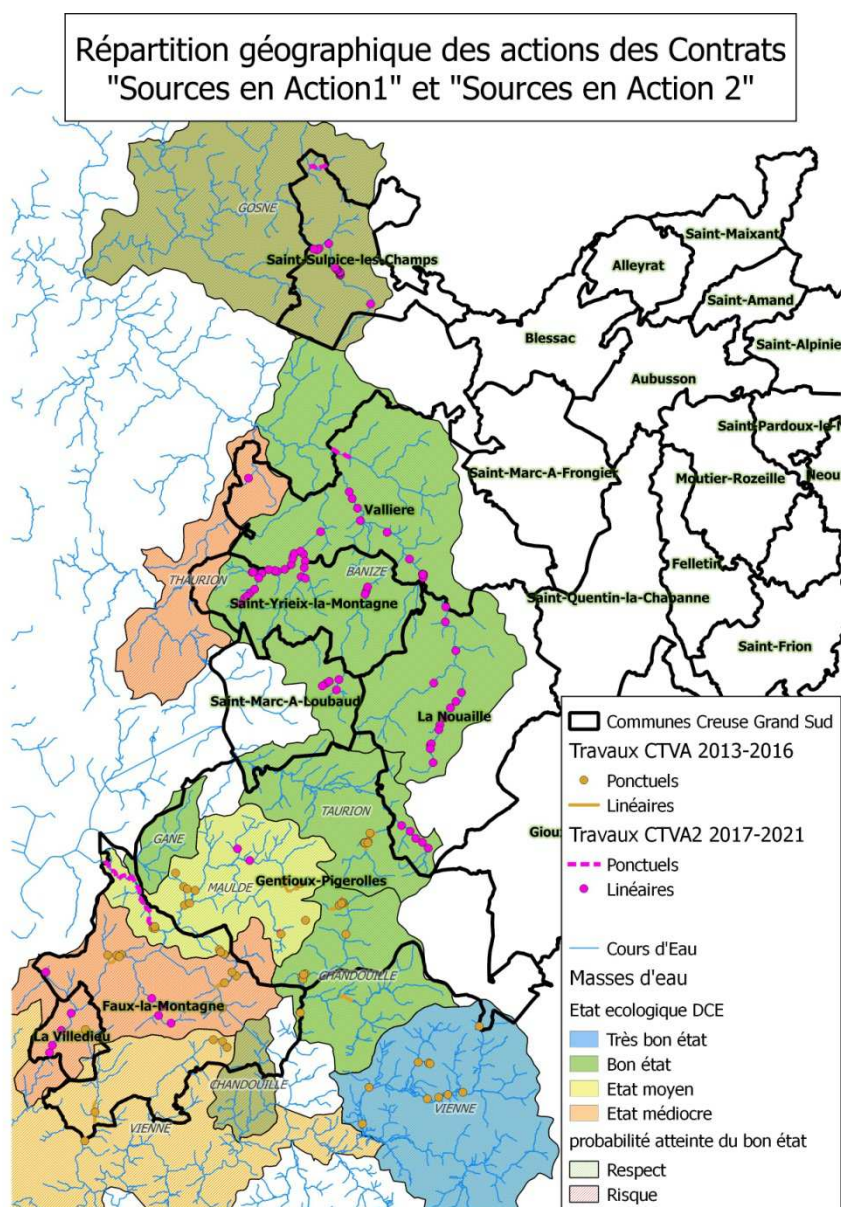 Répartition géographique des actions des Contrats
"Sources en Action1" et "Sources en Action 2"
GOSNE
Saint-Sulpice-les-Champs
Saint-Maixant
Alleyrat
Saint-Amand
Blessac
Saint-Alpinie
Aubusson
Saint-Pardoux-le-N
Saint-Marc-A-Frongier
Moutier-Rozeille
Neou
Valliere
THAURION
BANIZE
Felletin
Saint-Yrieix-la-Montagne
Saint-Quentin-la-Chabanne
Saint-Frion
Saint-Marc-A-Loubaud
La Nouaille
TAURION
GANE
Gioux
MAULDE
Gentioux-Pigerolles
CHANDOUILLE
Faux-la-Montagne
La Villedieu
CHANDOUILLE
VIENNE
VIENNE
Communes Creuse Grand Sud
Travaux CTVA 2013-2016
Ponctuels
Linéaires
Travaux CTVA2 2017-2021
Ponctuels
Linéaires
Cours d'Eau
Masses d'eau
Etat ecologique DCE
Très bon état
Bon état
Etat moyen
Etat médiocre
probabilité atteinte du bon état
Respect
Risque